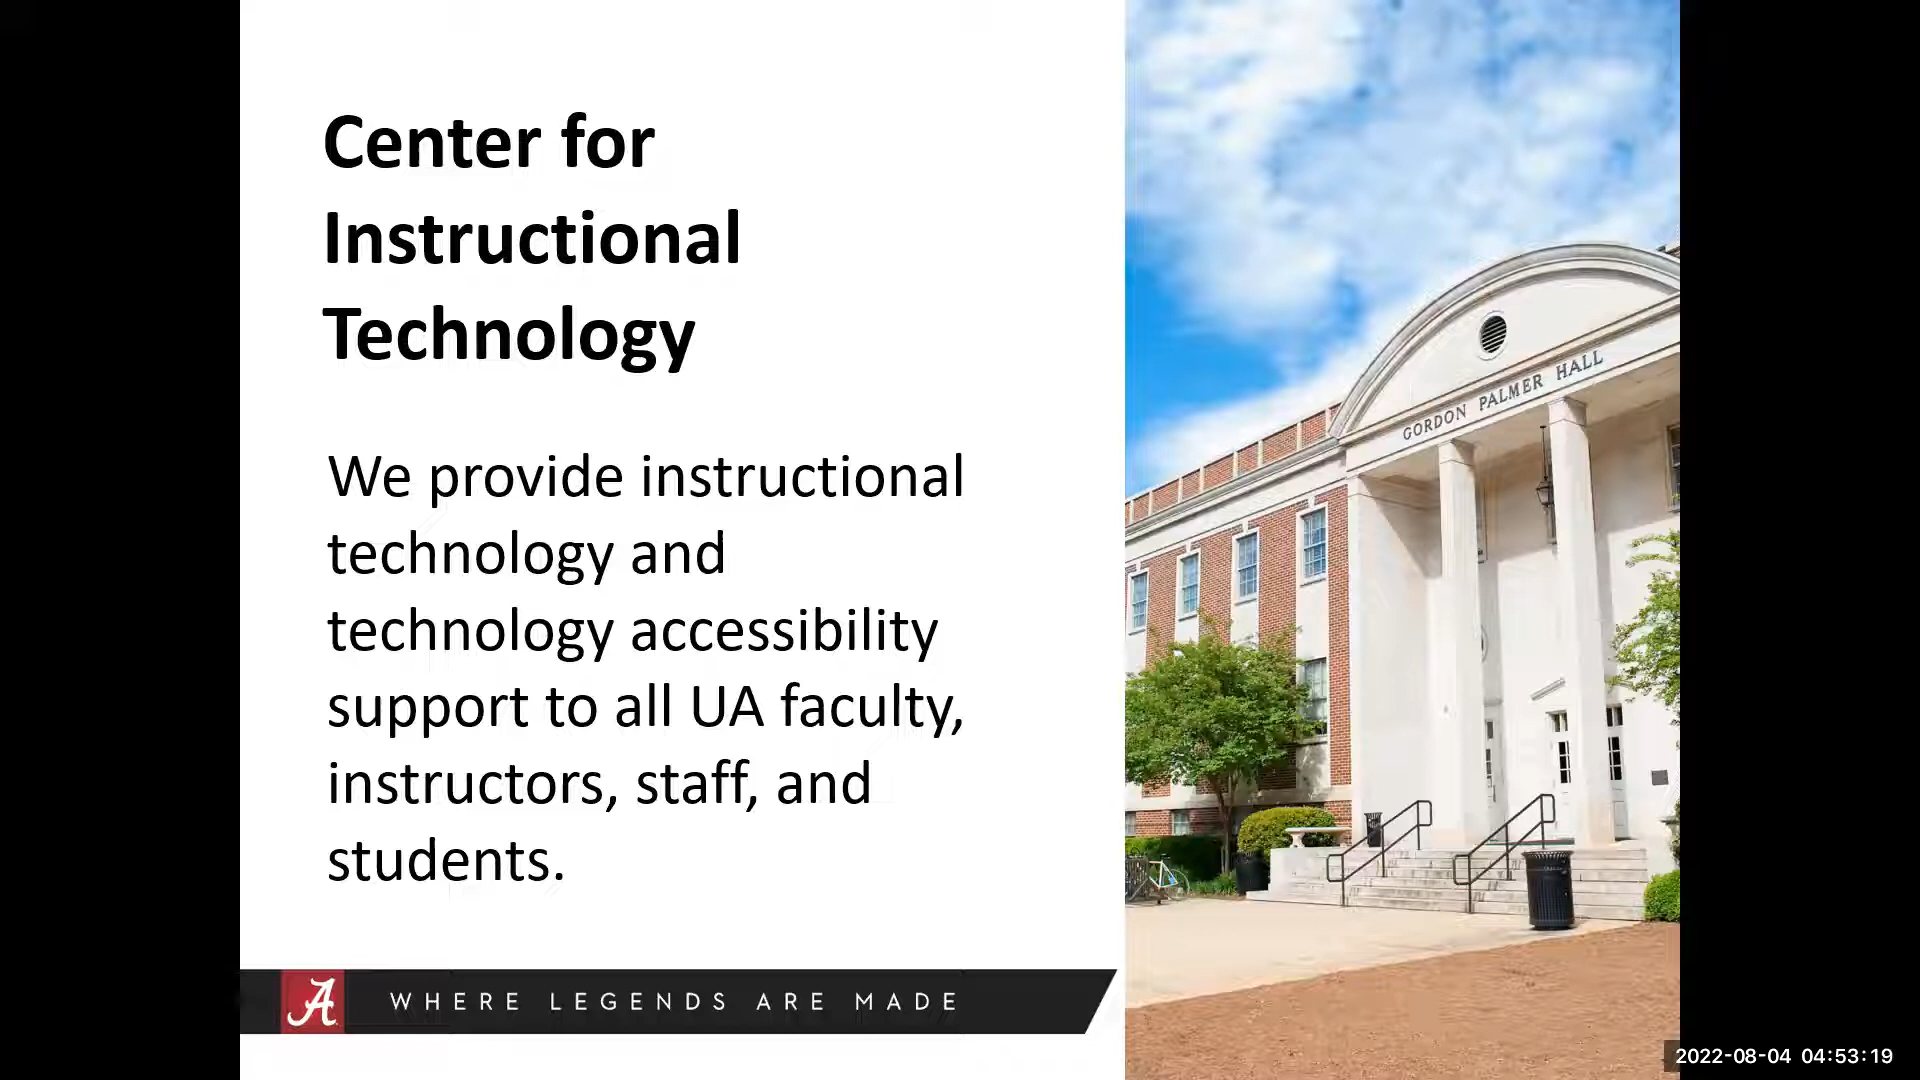 Center for
Instructional
Technology
We provide instructional
technology and
technology accessibility
support to all UA faculty,
instructors, staff, and
students.
A WHERE LEGENDS ARE MADE
GORDON PALMER HALL
2022-08-04 04:53:19